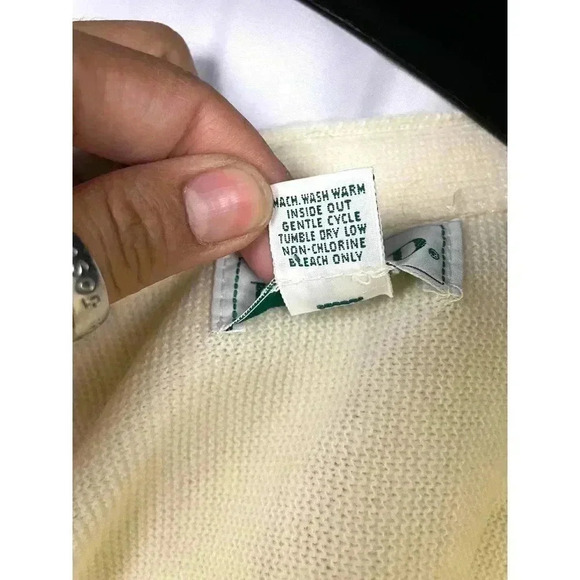 MACH. WASH WARM
INSIDE OUT
GENTLE CYCLE
TUMBLE DRY LOW
NON-CHLORINE
BLEACH ONLY